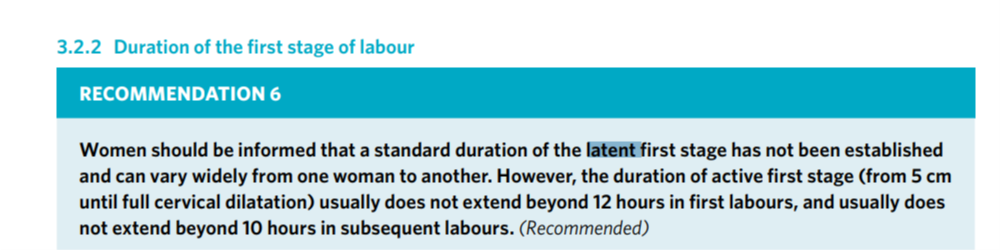 3.2.2 Duration of the first stage of labour
RECOMMENDATION 6
Women should be informed that a standard duration of the latent first stage has not been established
and can vary widely from one woman to another. However, the duration of active first stage (from 5 cm
until full cervical dilatation) usually does not extend beyond 12 hours in first labours, and usually does
not extend beyond 10 hours in subsequent labours. (Recommended)